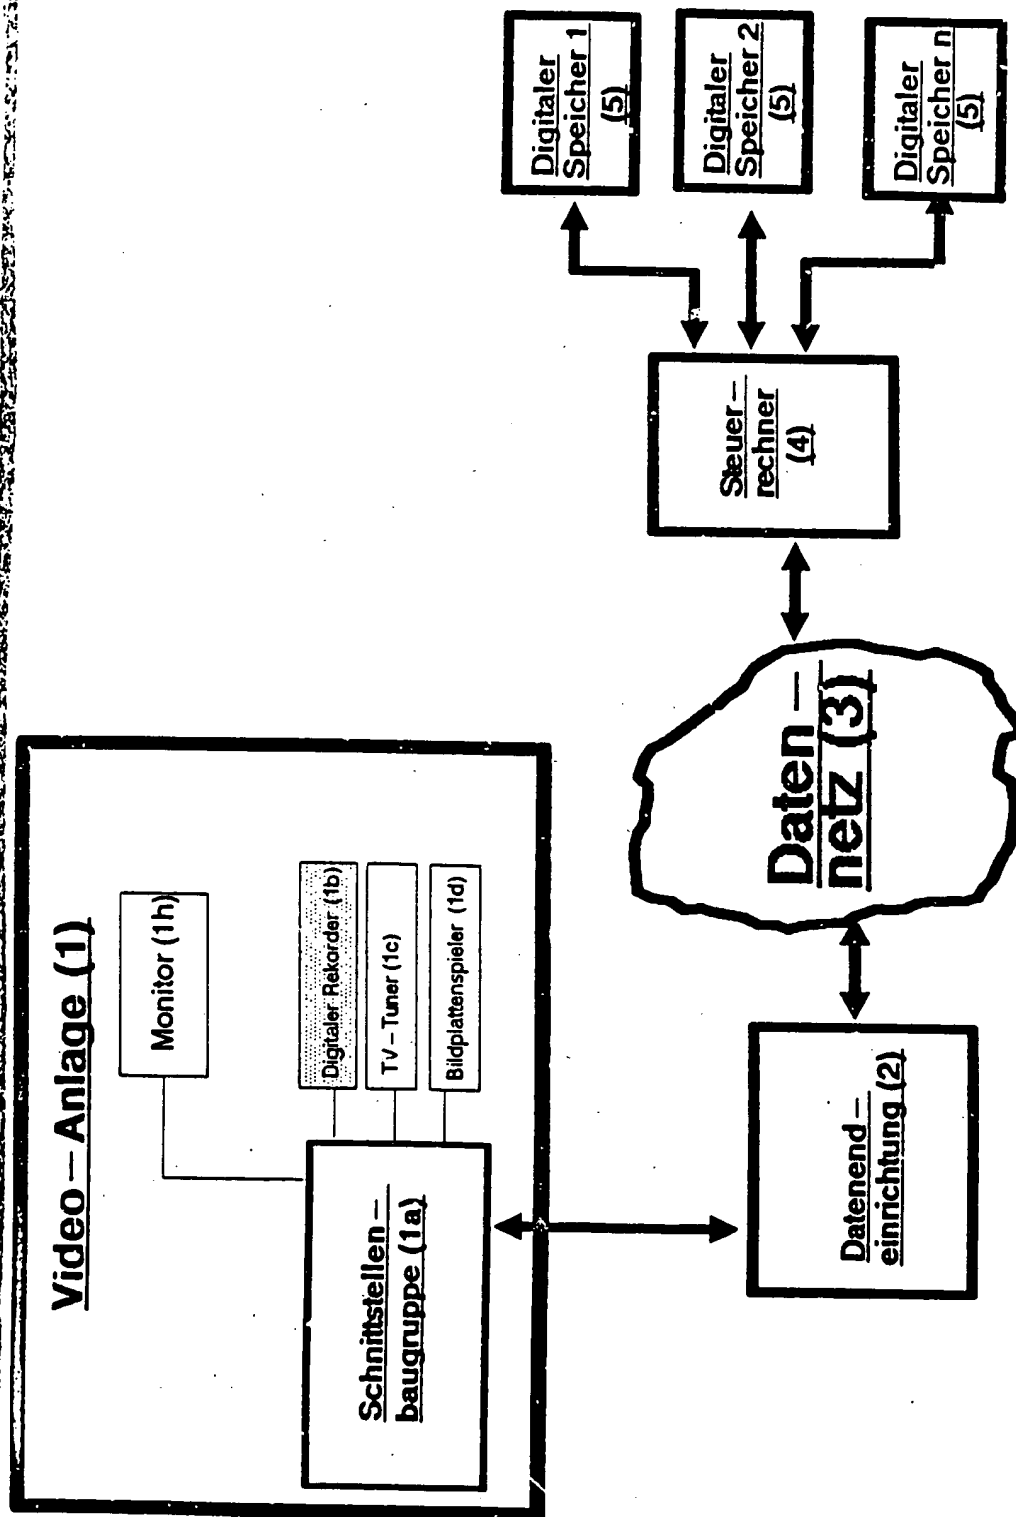 Video–Anlage (1)
Monitor (1h)
Digitaler Rekorder (1b)
TV–Tuner (1c)
Bildplattenspieler (1d)
Schnittstellen–
baugruppe (1a)
Datenend–
einrichtung (2)
Daten–
netz (3)
Steuer–
rechner
(4)
Digitaler
Speicher 1
(5)
Digitaler
Speicher 2
(5)
Digitaler
Speicher n
(5)